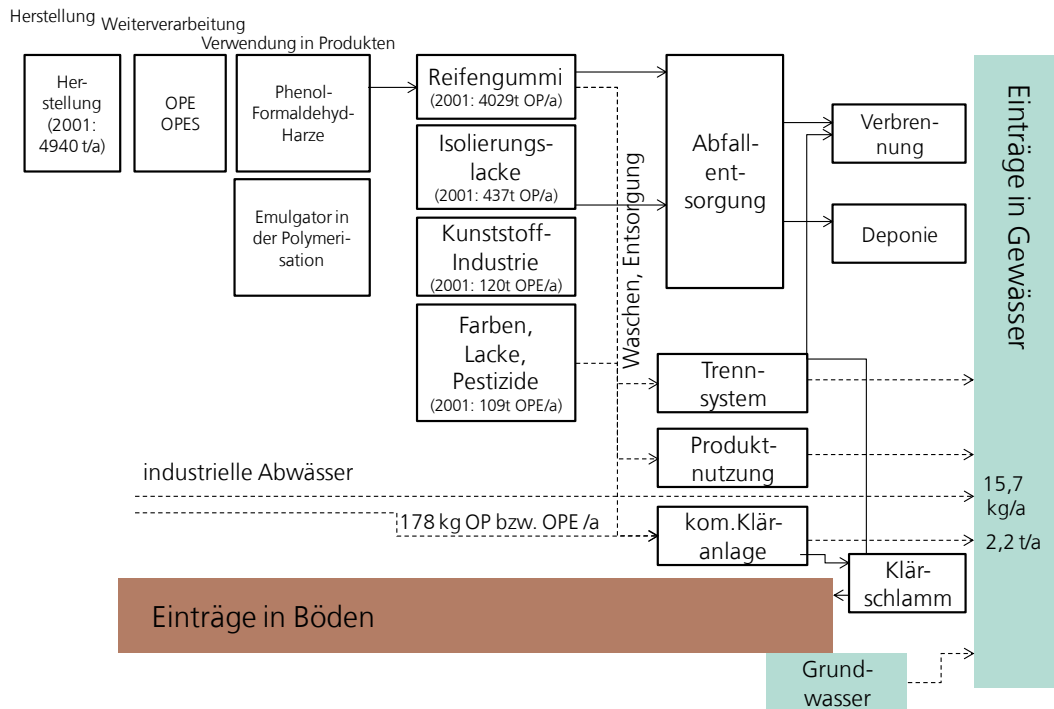 Herstellung
Weiterverarbeitung
Verwendung in Produkten
Her-
stellung
(2001:
4940 t/a)
OPE
OPES
Phenol-
Formaldehyd-
Harze
Emulgator in
der Polymeri-
sation
Reifengummi
(2001: 4029t OP/a)
Isolierungs-
lacke
(2001: 437t OP/a)
Kunststoff-
Industrie
(2001: 120t OPE/a)
Farben,
Lacke,
Pestizide
(2001: 109t OPE/a)
Waschen, Entsorgung
Abfall-
ent-
sorgung
Verbren-
nung
Deponie
Trenn-
system
Produkt-
nutzung
kom.Klär-
anlage
Klär-
schlamm
industrielle Abwässer
178 kg OP bzw. OPE /a
Einträge in Gewässer
15,7
kg/a
2,2 t/a
Einträge in Böden
Grund-
wasser